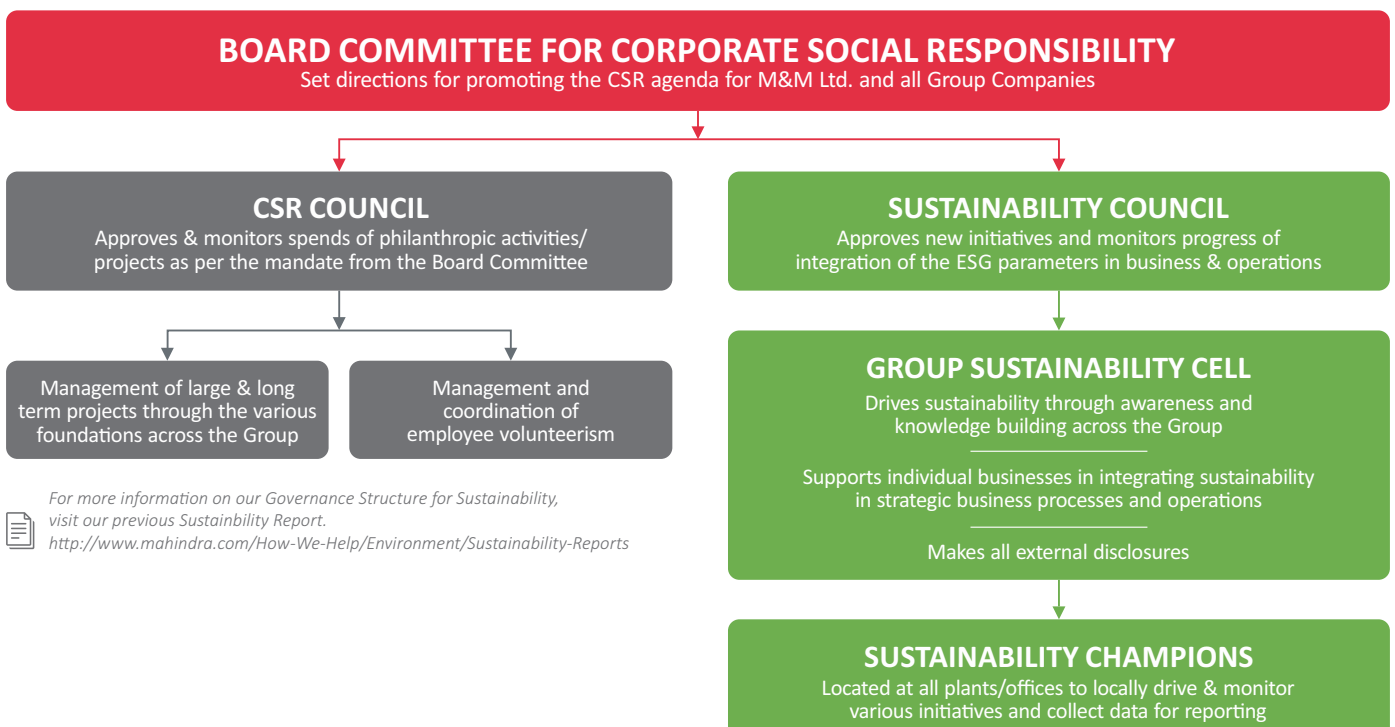 BOARD COMMITTEE FOR CORPORATE SOCIAL RESPONSIBILITY
Set directions for promoting the CSR agenda for M&M Ltd. and all Group Companies
CSR COUNCIL
Approves & monitors spends of philanthropic activities/
projects as per the mandate from the Board Committee
Management of large & long
term projects through the various
foundations across the Group
Management and
coordination of
employee volunteerism
For more information on our Governance Structure for Sustainability,
visit our previous Sustainbility Report.
http://www.mahindra.com/How-We-Help/Environment/Sustainability-Reports
SUSTAINABILITY COUNCIL
Approves new initiatives and monitors progress of
integration of the ESG parameters in business & operations
GROUP SUSTAINABILITY CELL
Drives sustainability through awareness and
knowledge building across the Group
Supports individual businesses in integrating sustainability
in strategic business processes and operations
Makes all external disclosures
SUSTAINABILITY CHAMPIONS
Located at all plants/offices to locally drive & monitor
various initiatives and collect data for reporting